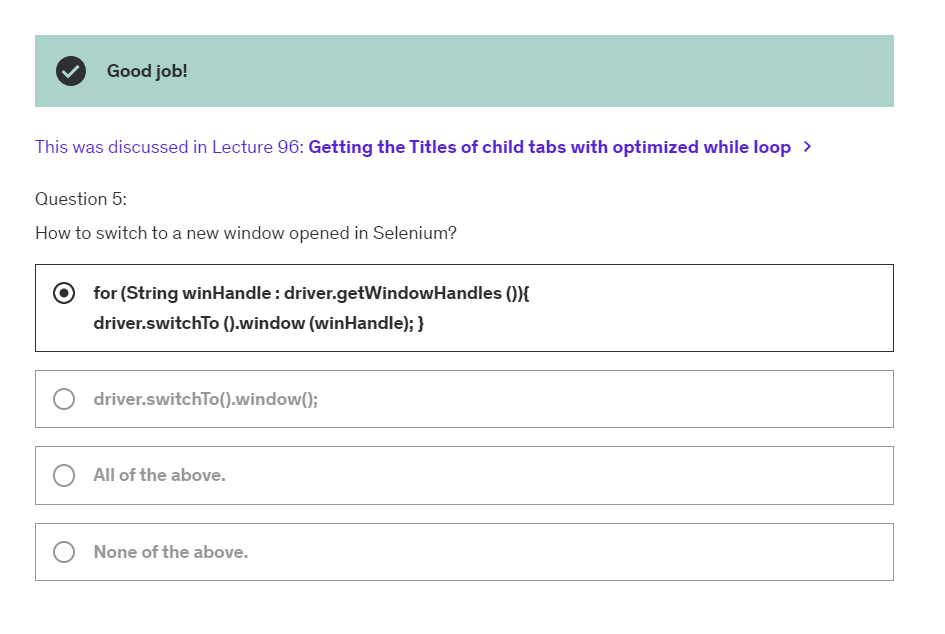 Good job!
This was discussed in Lecture 96: Getting the Titles of child tabs with optimized while loop >
Question 5:
How to switch to a new window opened in Selenium?
for (String winHandle : driver.getWindowHandles ()){
driver.switchTo ().window (winHandle); }
driver.switchTo().window();
All of the above.
None of the above.